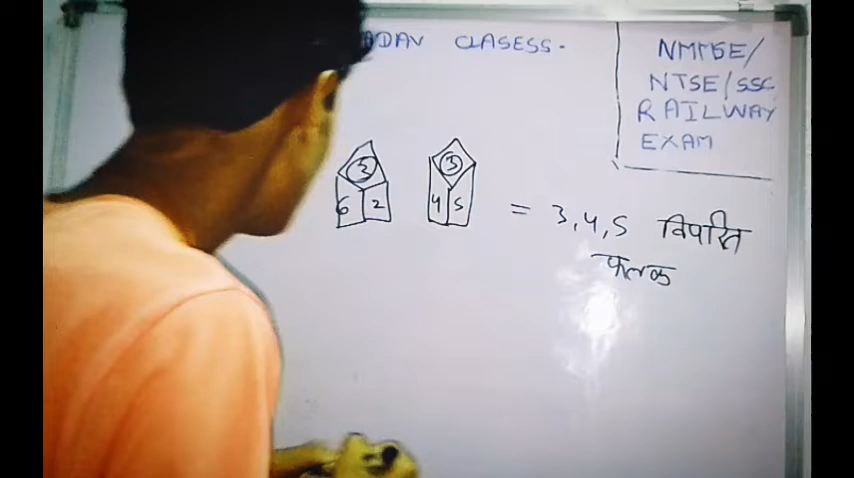 CLASESS.
NMMSE/
NTSE/SSC
RAILWAY
EXAM
3
6 2
3
4 5
= 3,4,5 विपरित
फलक